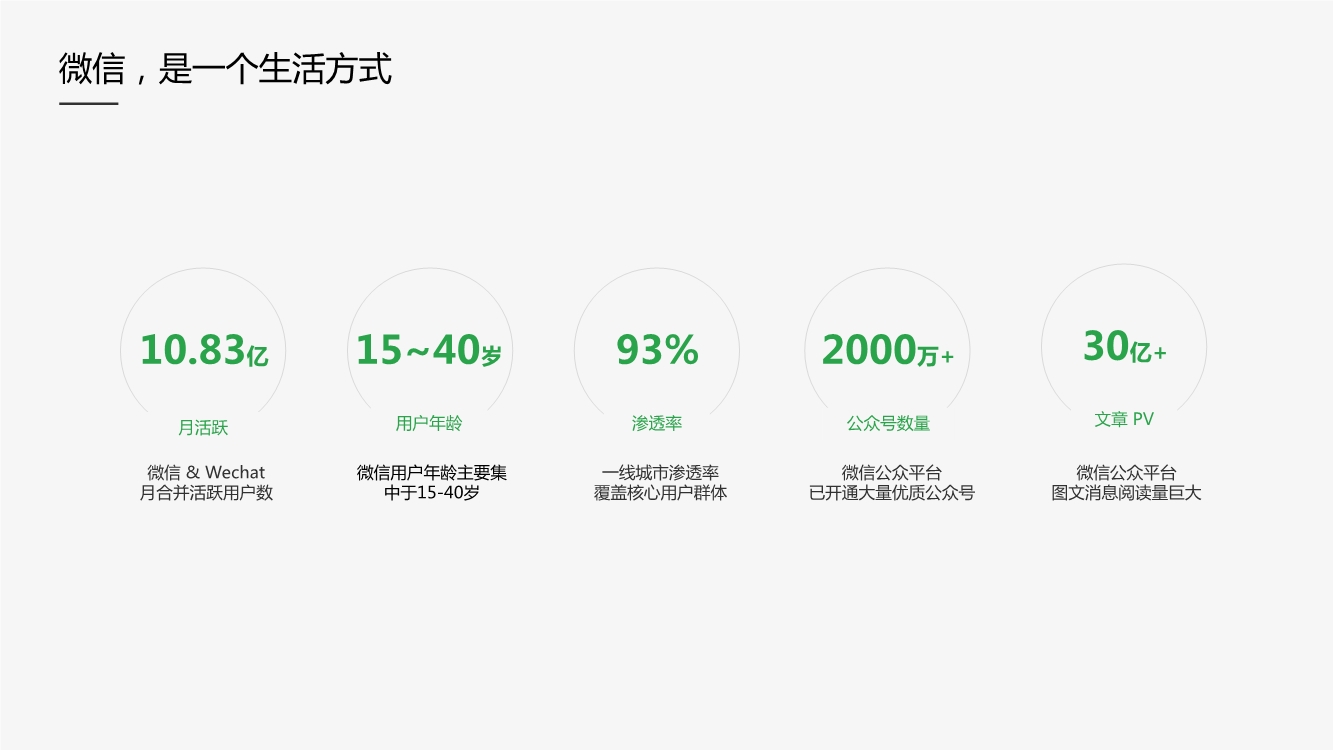 微信，是一个生活方式
10.83亿
月活跃
微信 & Wechat
月合并活跃用户数
15~40岁
用户年龄
微信用户年龄主要集
中于15-40岁
93%
渗透率
一线城市渗透率
覆盖核心用户群体
2000万+
公众号数量
微信公众平台
已开通大量优质公众号
30亿+
文章 PV
微信公众平台
图文消息阅读量巨大